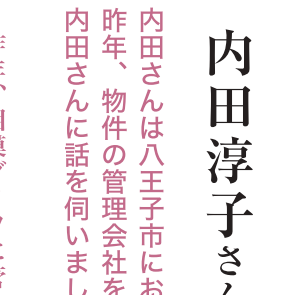 内田淳子さん
内田さんは八王子市にお
昨年、物件の管理会社を
内田さんに話を伺いまし